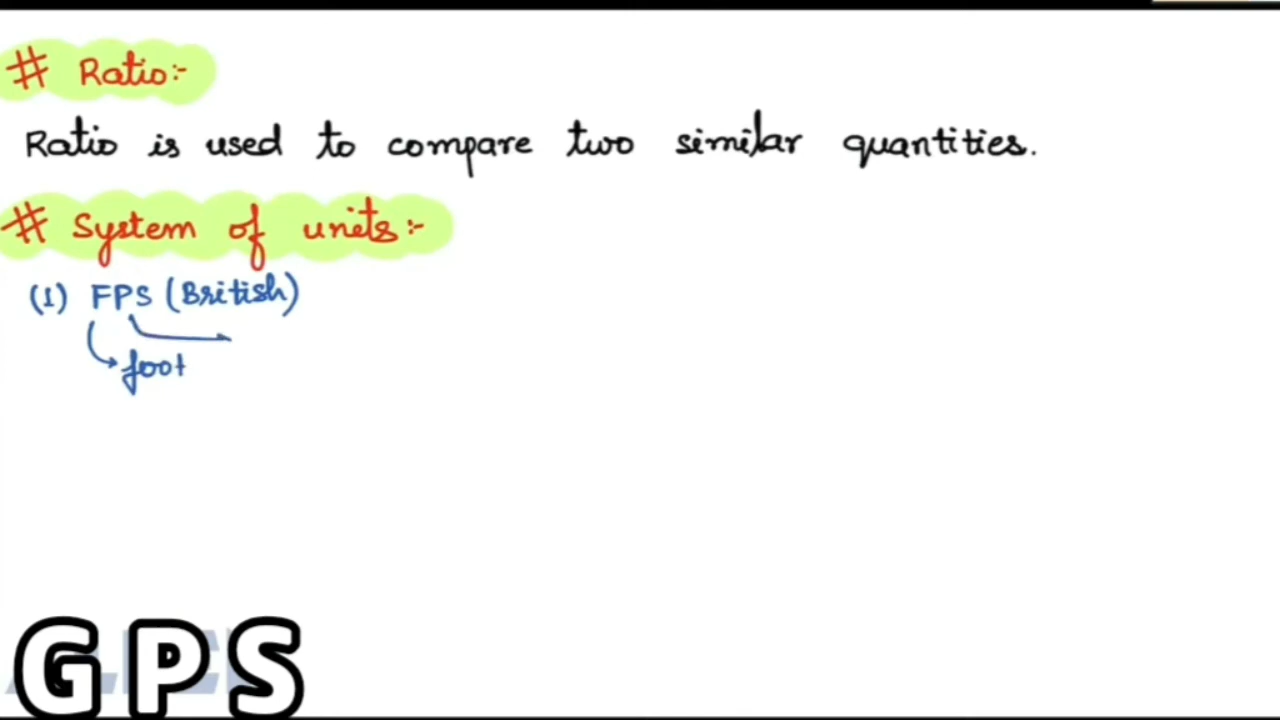 # Ratio:-
Ratio is used to compare two similar quantities.
# System of units:-
(1) FPS (British)
foot
GPS